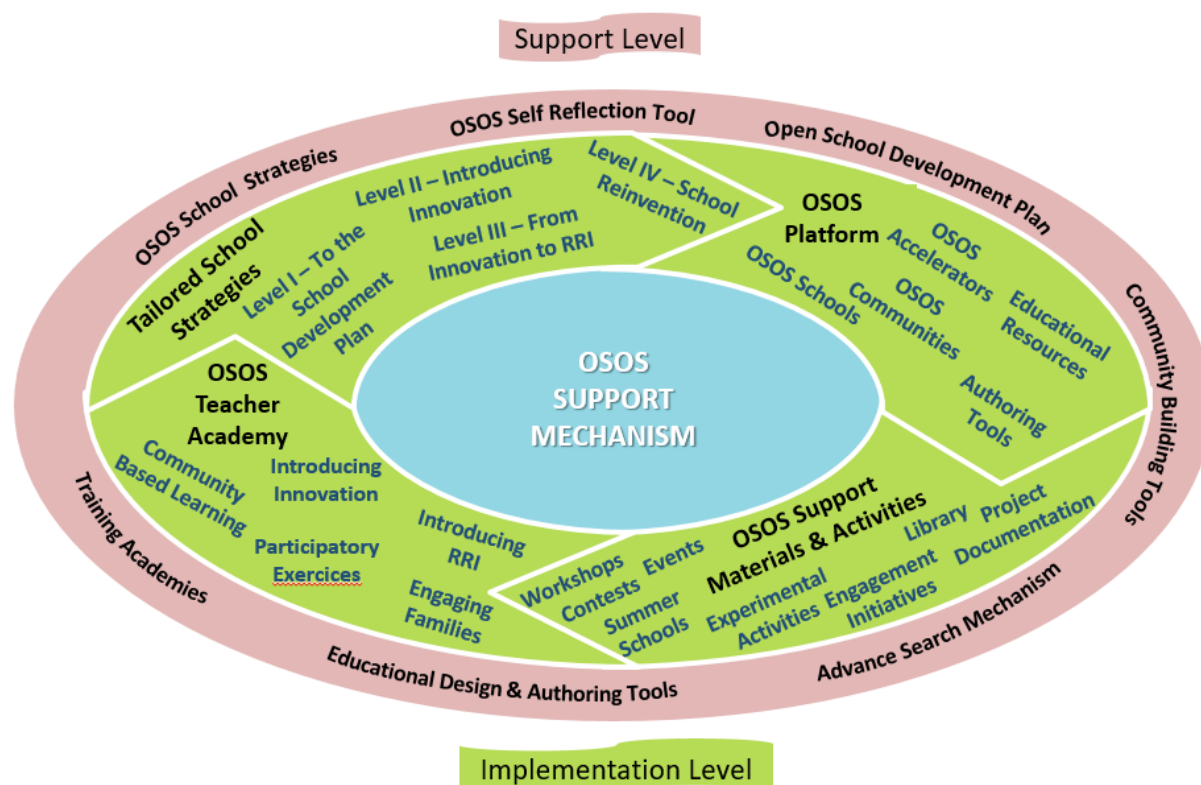 Support Level
OSOS Self Reflection Tool
Open School Development Plan
OSOS School Strategies
Community Building Tools
Training Academies
Educational Design & Authoring Tools
Advance Search Mechanism
Tailored School
Strategies
Level I – To the
School
Development
Plan
Level II – Introducing
Innovation
Level III – From
Innovation to RRI
Level IV – School
Reinvention
OSOS
Platform
OSOS
Accelerators
OSOS Schools
OSOS
Communities
Educational
Resources
Authoring
Tools
OSOS
SUPPORT
MECHANISM
OSOS
Teacher
Academy
Community
Based Learning
Introducing
Innovation
Participatory
Exercices
Introducing
RRI
Engaging
Families
OSOS Support
Materials & Activities
Workshops
Contests
Events
Summer
Schools
Experimental
Activities
Engagement
Initiatives
Library
Project
Documentation
Implementation Level